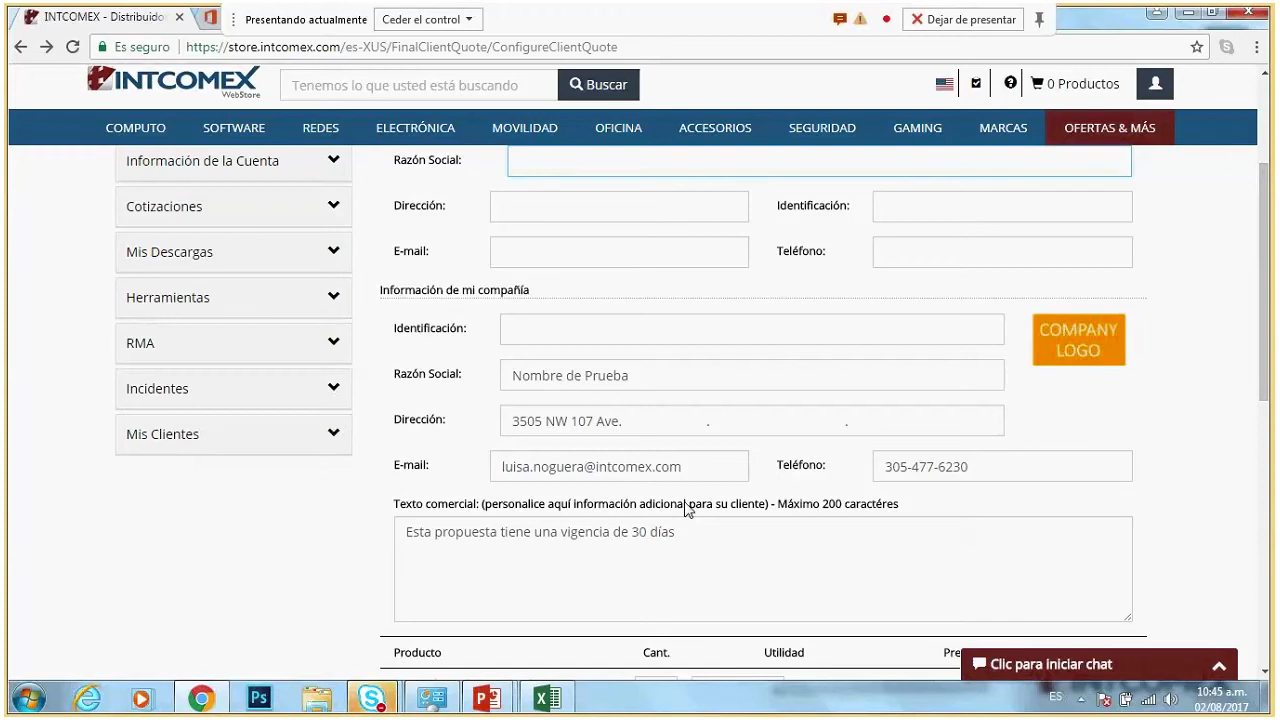 INTCOMEX - Distribuido
Presentando actualmente
Ceder el control
Dejar de presentar
Es seguro
https://store.intcomex.com/es-XUS/FinalClientQuote/ConfigureClientQuote
INTCOMEX
WebStore
Tenemos lo que usted está buscando
Buscar
0 Productos
COMPUTO SOFTWARE REDES ELECTRÓNICA MOVILIDAD OFICINA ACCESORIOS SEGURIDAD GAMING MARCAS OFERTAS & MÁS
Información de la Cuenta
Cotizaciones
Mis Descargas
Herramientas
RMA
Incidentes
Mis Clientes
Razón Social:
Dirección:
Identificación:
E-mail:
Teléfono:
Información de mi compañía
Identificación:
COMPANY
LOGO
Razón Social:
Nombre de Prueba
Dirección:
3505 NW 107 Ave. . .
E-mail:
luisa.noguera@intcomex.com
Teléfono:
305-477-6230
Texto comercial: (personalice aquí información adicional para su cliente) - Máximo 200 caractéres
Esta propuesta tiene una vigencia de 30 días
Producto Cant. Utilidad Pre
Clic para iniciar chat
Ps
ES
10:45 a.m.
02/08/2017